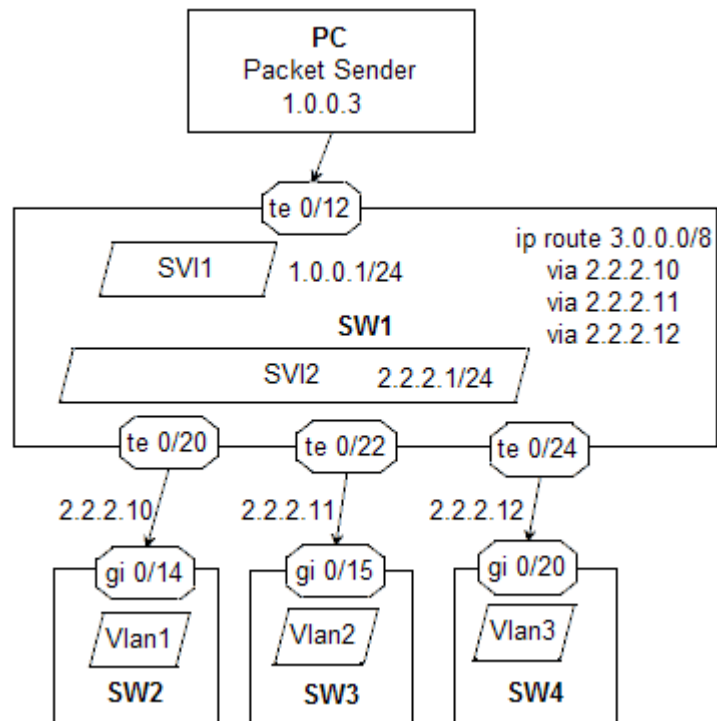 PC
Packet Sender
1.0.0.3
te 0/12
SVI1
1.0.0.1/24
ip route 3.0.0.0/8
via 2.2.2.10
via 2.2.2.11
via 2.2.2.12
SW1
SVI2
2.2.2.1/24
te 0/20
te 0/22
te 0/24
2.2.2.10
2.2.2.11
2.2.2.12
gi 0/14
gi 0/15
gi 0/20
Vlan1
Vlan2
Vlan3
SW2
SW3
SW4